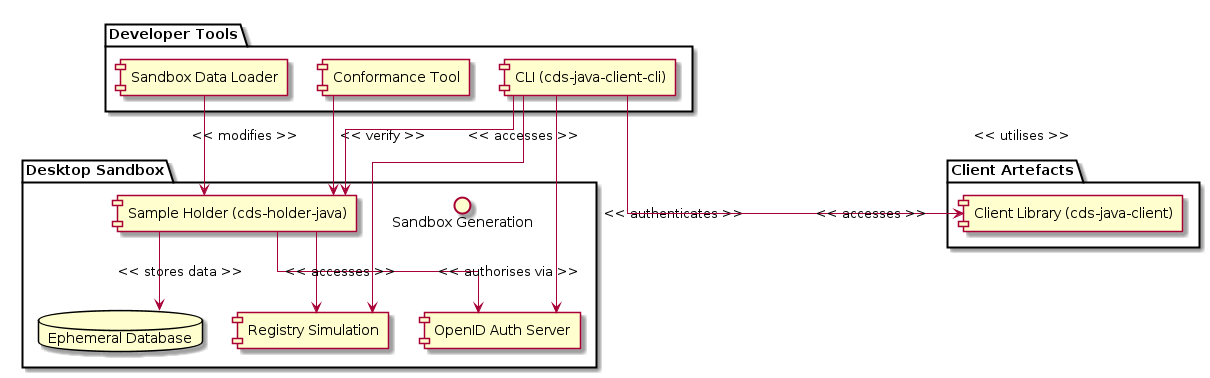 Developer Tools
Sandbox Data Loader
Conformance Tool
CLI (cds-java-client-cli)
<< modifies >>
<< verify >>
<< accesses >>
<< utilises >>
Desktop Sandbox
Client Artefacts
Sample Holder (cds-holder-java)
Sandbox Generation
<< authenticates >>
<< accesses >>
Client Library (cds-java-client)
<< stores data >>
<< accesses >>
<< authorises via >>
Ephemeral Database
Registry Simulation
OpenID Auth Server